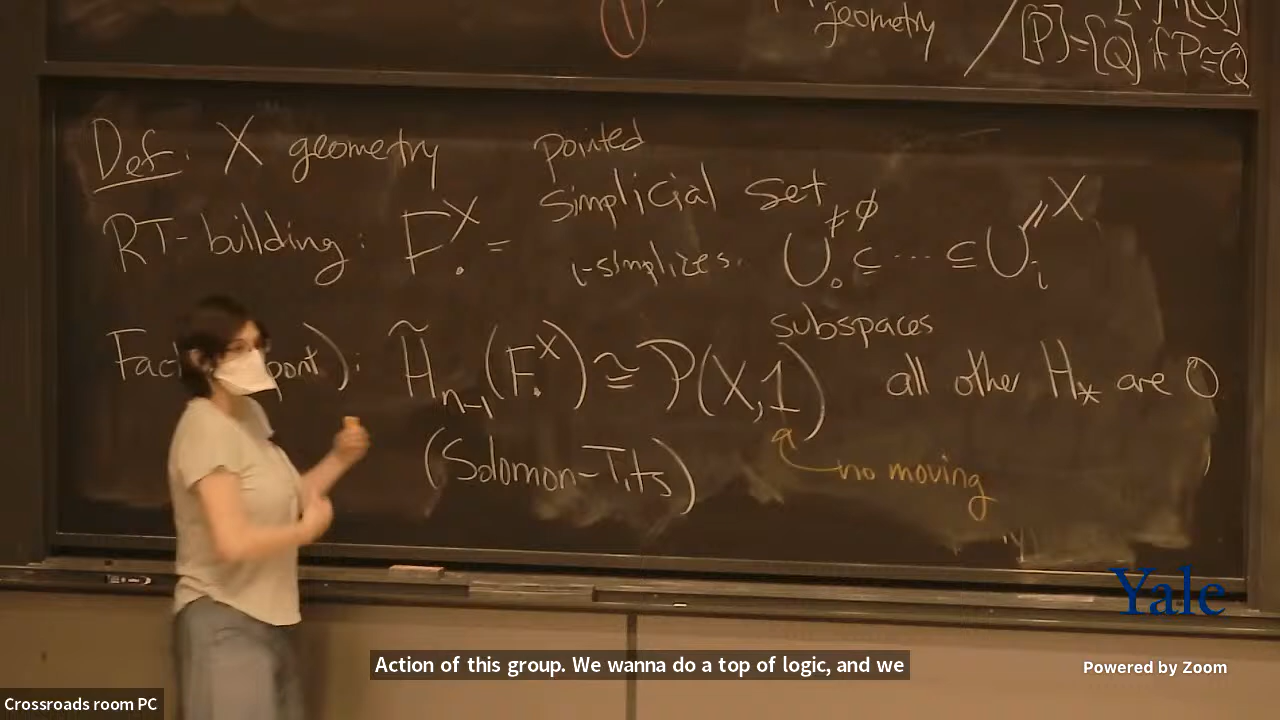 ①
geometry / [P]=[Q] if P≅Q
Def: X geometry
pointed
simplicial set
RT-building: F.^X =
i-simplices: U_0 ⊆ ⋯ ⊆ U_i
≠∅
=X
subspaces
H̃_{n-1}(F.^X) ≅ P(X,1) all other H_* are 0
(Solomon-Tits)
no moving
Yale
Action of this group. We wanna do a top of logic, and we
Powered by Zoom
Crossroads room PC